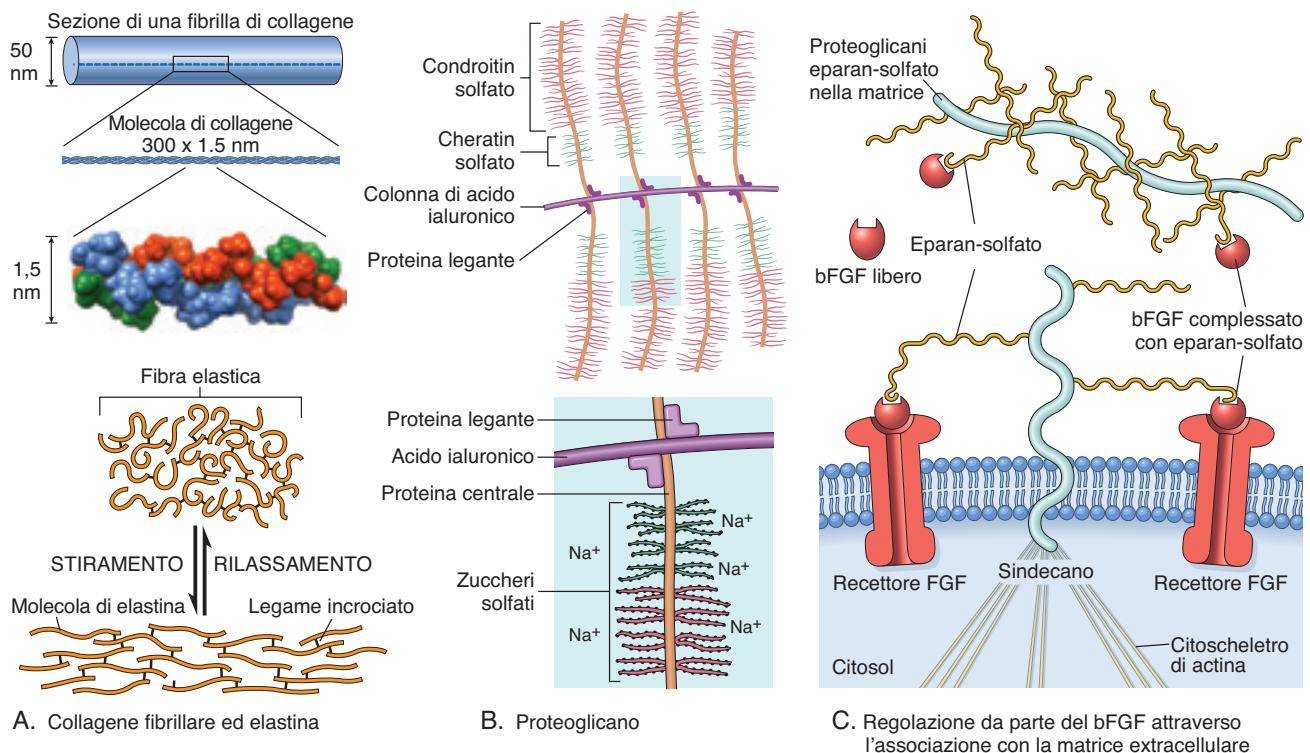 Sezione di una fibrilla di collagene
50
nm
Molecola di collagene
300 x 1.5 nm
1,5
nm
Fibra elastica
STIRAMENTO
RILASSAMENTO
Molecola di elastina
Legame incrociato
A. Collagene fibrillare ed elastina
Condroitin
solfato
Cheratin
solfato
Colonna di acido
ialuronico
Proteina legante
Proteina legante
Acido ialuronico
Proteina centrale
Zuccheri
solfati
Na+
Na+
Na+
Na+
Na+
B. Proteoglicano
Proteoglicani
eparan-solfato
nella matrice
Eparan-solfato
bFGF libero
bFGF complessato
con eparan-solfato
Recettore FGF
Sindecano
Recettore FGF
Citosol
Citoscheletro
di actina
C. Regolazione da parte del bFGF attraverso
l'associazione con la matrice extracellulare